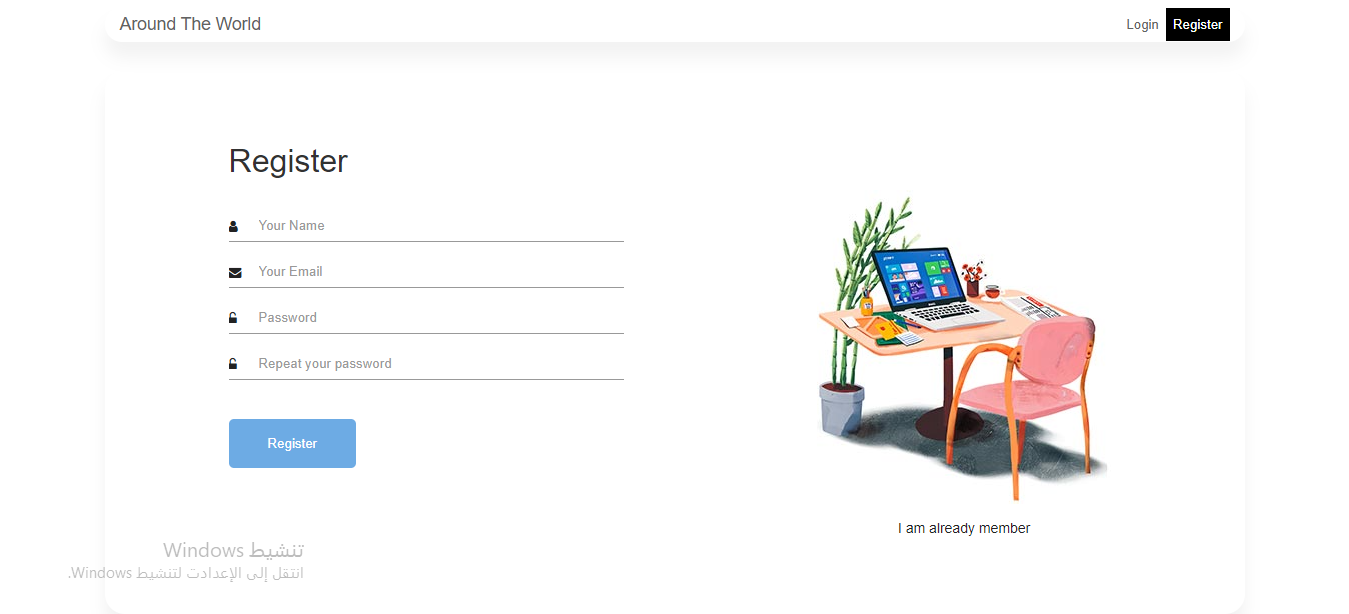 Around The World
Login
Register
Register
Your Name
Your Email
Password
Repeat your password
Register
I am already member
تنشيط Windows
انتقل إلى الإعدادت لتنشيط Windows.